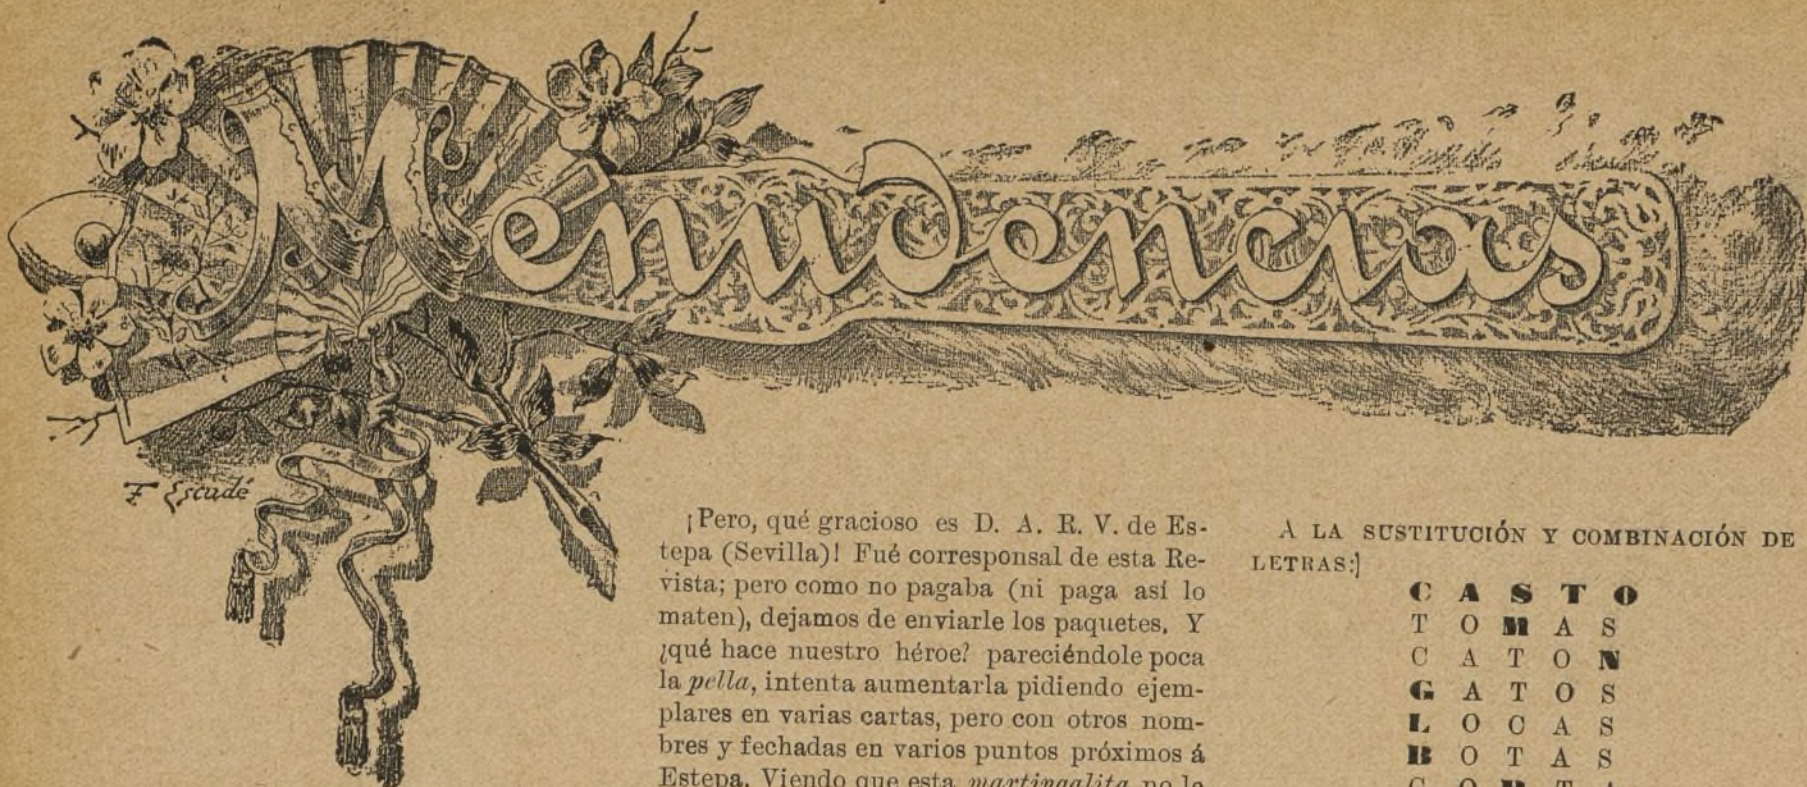 Menudencias
F Escudé
¡Pero, qué gracioso es D. A. R. V. de Es-
tepa (Sevilla)! Fué corresponsal de esta Re-
vista; pero como no pagaba (ni paga así lo
maten), dejamos de enviarle los paquetes. Y
¿qué hace nuestro héroe? pareciéndole poca
la pella, intenta aumentarla pidiendo ejem-
plares en varias cartas, pero con otros nom-
bres y fechadas en varios puntos próximos á
Estepa. Viendo que esta martingalita no le
A LA SUSTITUCIÓN Y COMBINACIÓN DE
LETRAS:]
C A S T O
T O M A S
C A T O N
G A T O S
L O C A S
B O T A S
C O R T A